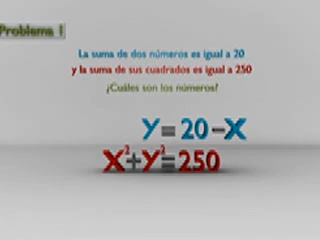 Problema 1
La suma de dos números es igual a 20
y la suma de sus cuadrados es igual a 250
¿Cuáles son los números?
Y = 20 - X
X² + Y² = 250